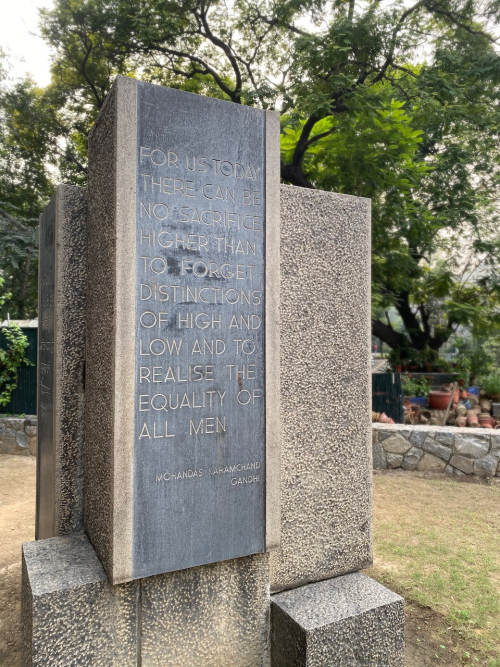 FOR US TODAY
THERE CAN BE
NO SACRIFICE
HIGHER THAN
TO FORGET
DISTINCTIONS
OF HIGH AND
LOW AND TO
REALISE THE
EQUALITY OF
ALL MEN
MOHANDAS KARAMCHAND
GANDHI